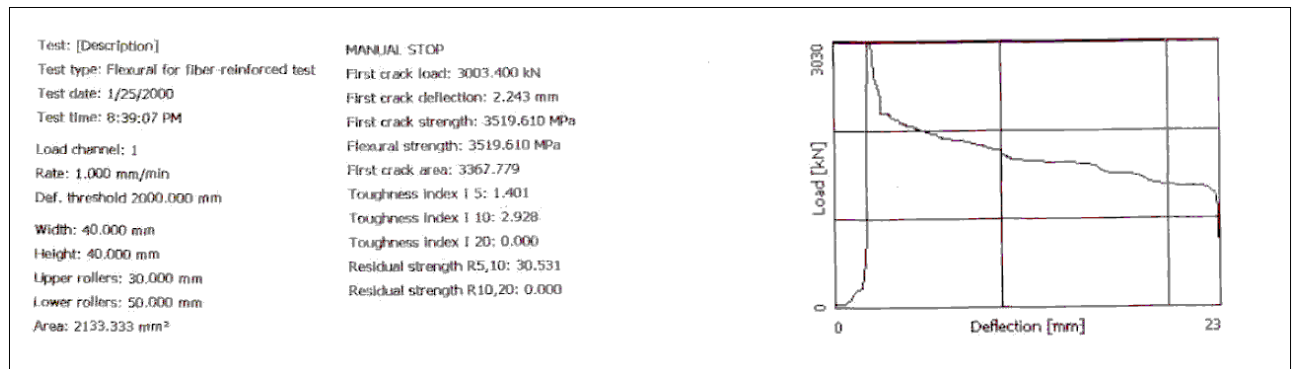 Test: [Description]
Test type: Flexural for fiber-reinforced test
Test date: 1/25/2000
Test time: 8:39:07 PM
Load channel: 1
Rate: 1.000 mm/min
Def. threshold 2000.000 mm
Width: 40.000 mm
Height: 40.000 mm
Upper rollers: 30.000 mm
Lower rollers: 50.000 mm
Area: 2133.333 mm²
MANUAL STOP
First crack load: 3003.400 kN
First crack deflection: 2.243 mm
First crack strength: 3519.610 MPa
Flexural strength: 3519.610 MPa
First crack area: 3367.779
Toughness index I 5: 1.401
Toughness index I 10: 2.928
Toughness index I 20: 0.000
Residual strength R5,10: 30.531
Residual strength R10,20: 0.000
3030
Load [kN]
0
0
Deflection [mm]
23